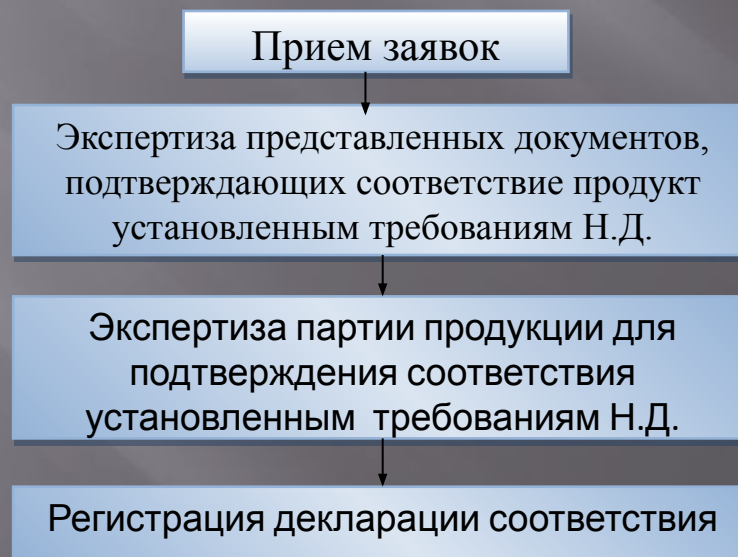 Прием заявок
Экспертиза представленных документов,
подтверждающих соответствие продукт
установленным требованиям Н.Д.
Экспертиза партии продукции для
подтверждения соответствия
установленным требованиям Н.Д.
Регистрация декларации соответствия